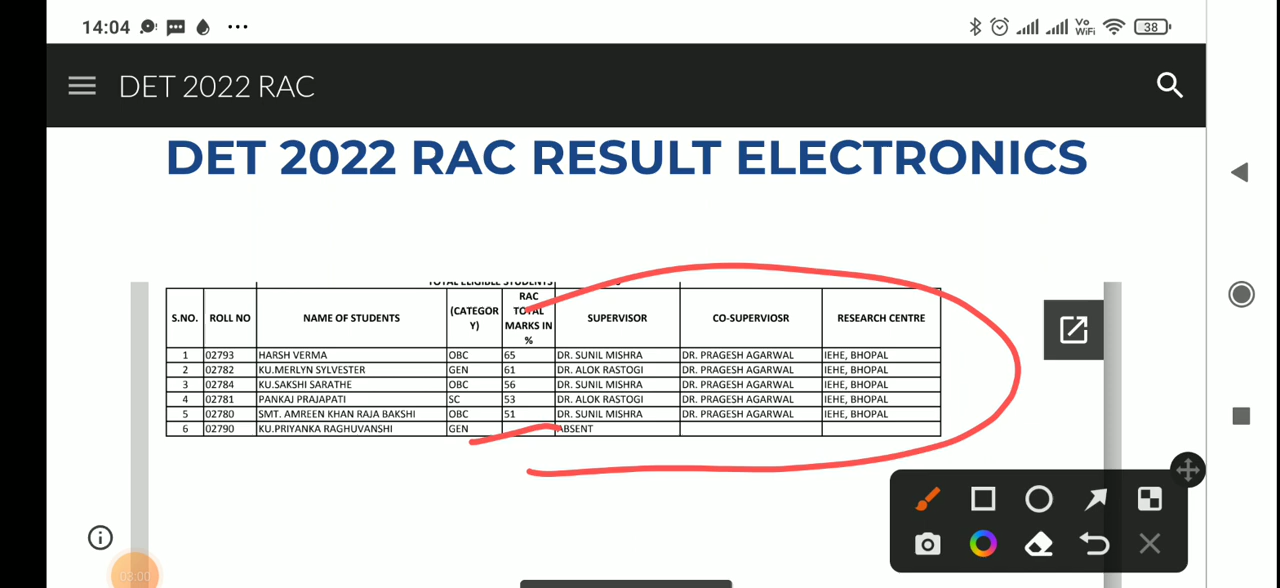 14:04
Vo WiFi 38
DET 2022 RAC
DET 2022 RAC RESULT ELECTRONICS
TOTAL ELIGIBLE STUDENTS
S.NO. ROLL NO NAME OF STUDENTS (CATEGORY) RAC TOTAL MARKS IN % SUPERVISOR CO-SUPERVIOSR RESEARCH CENTRE
1 02793 HARSH VERMA OBC 65 DR. SUNIL MISHRA DR. PRAGESH AGARWAL IEHE, BHOPAL
2 02782 KU.MERLYN SYLVESTER GEN 61 DR. ALOK RASTOGI DR. PRAGESH AGARWAL IEHE, BHOPAL
3 02784 KU.SAKSHI SARATHE OBC 56 DR. SUNIL MISHRA DR. PRAGESH AGARWAL IEHE, BHOPAL
4 02781 PANKAJ PRAJAPATI SC 53 DR. ALOK RASTOGI DR. PRAGESH AGARWAL IEHE, BHOPAL
5 02780 SMT. AMREEN KHAN RAJA BAKSHI OBC 51 DR. SUNIL MISHRA DR. PRAGESH AGARWAL IEHE, BHOPAL
6 02790 KU.PRIYANKA RAGHUVANSHI GEN ABSENT
03:00